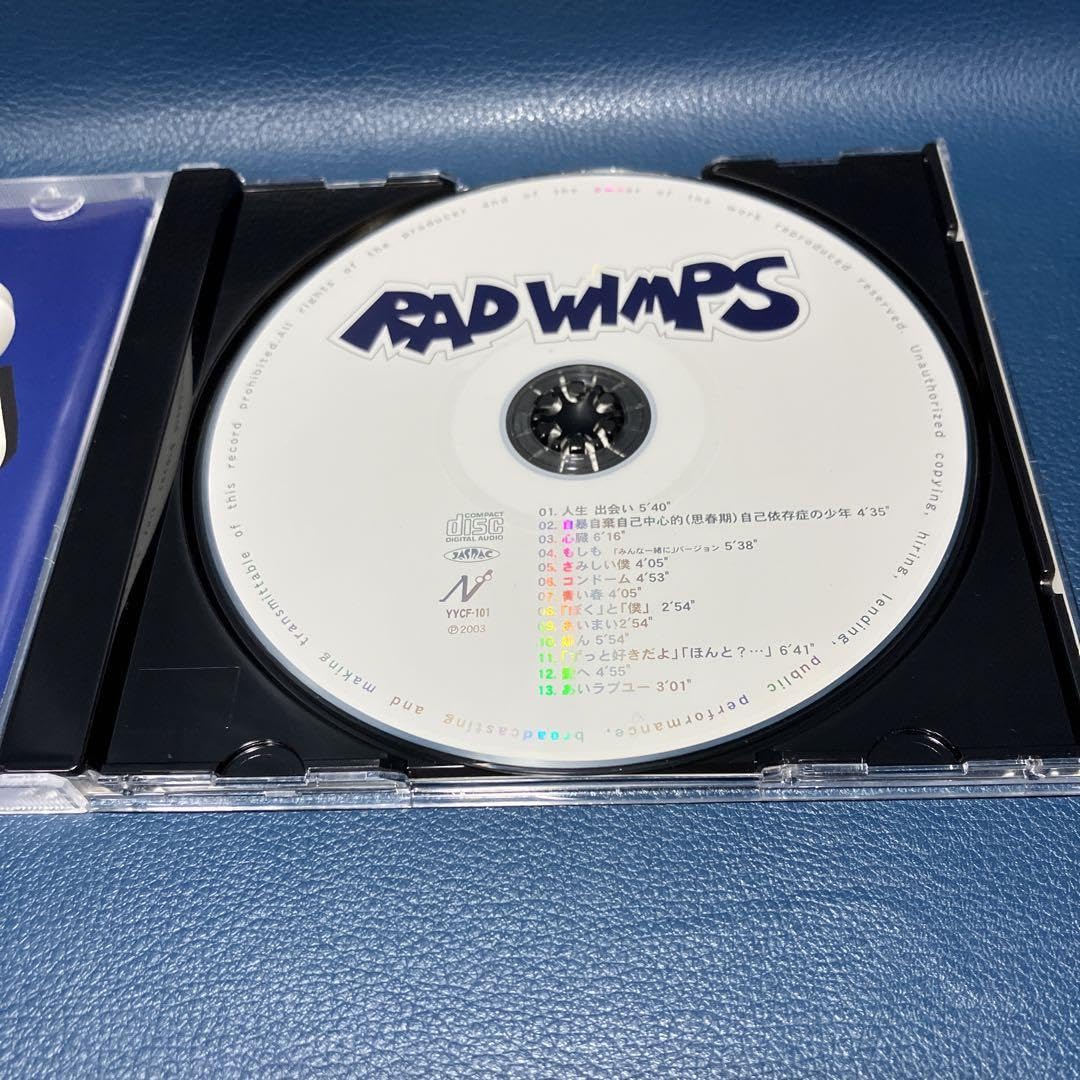 All rights of the producer and of the owner of the work reproduced reserved. Unauthorized copying, hiring, lending, public performance, broadcasting and making transmittable of this record prohibited.
RADWIMPS
COMPACT
disc
DIGITAL AUDIO
JASRAC
N
YYCF-101
℗2003
01. 人生 出会い 5'40"
02. 自暴自棄自己中心的(思春期)自己依存症の少年 4'35"
03. 心臓 6'16"
04. もしも 「みんな一緒に」バージョン 5'38"
05. さみしい僕 4'05"
06. コンドーム 4'53"
07. 青い春 4'05"
08. 「ぼく」と「僕」 2'54"
09. あいまい2'54"
10. 5'54"
11. 「ずっと好きだよ」「ほんと?…」 6'41"
12. へ 4'55"
13. あいラブユー 3'01"